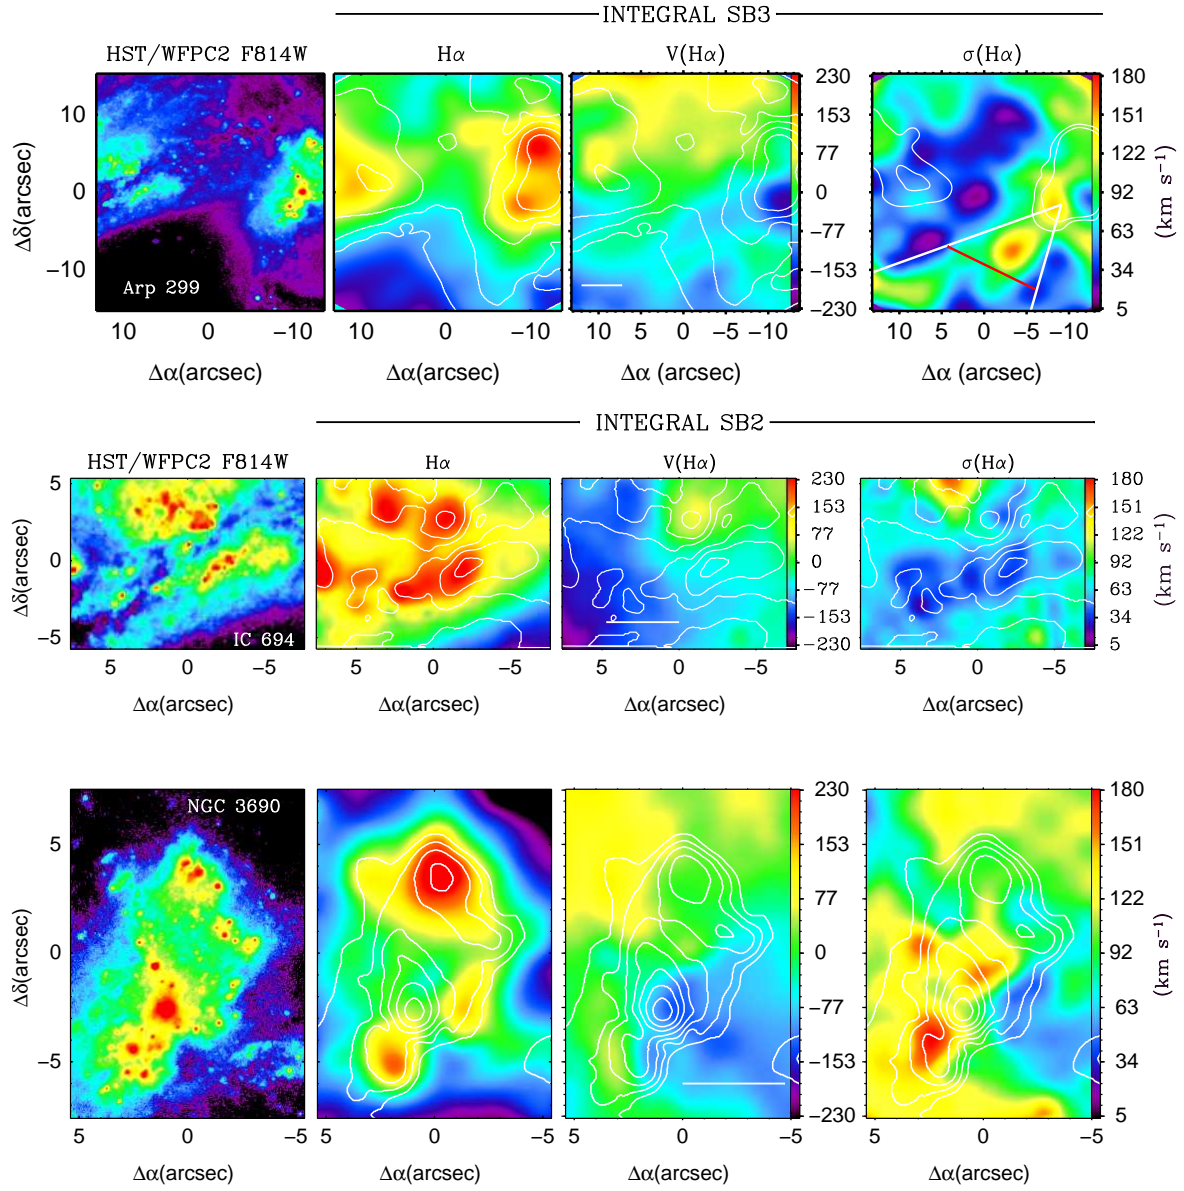 INTEGRAL SB3
HST/WFPC2 F814W
Hα
V(Hα)
σ(Hα)
10
0
−10
Δδ(arcsec)
Arp 299
230
153
77
0
−77
−153
−230
180
151
122
92
63
34
5
(km s⁻¹)
10 0 −10
10 5 0 −5 −10
10 5 0 −5−10
10 5 0 −5 −10
Δα(arcsec)
Δα(arcsec)
Δα (arcsec)
Δα (arcsec)
INTEGRAL SB2
HST/WFPC2 F814W
Hα
V(Hα)
σ(Hα)
5
0
−5
Δδ(arcsec)
IC 694
230
153
77
0
−77
−153
−230
180
151
122
92
63
34
5
(km s⁻¹)
5 0 −5
5 0 −5
5 0 −5
5 0 −5
Δα(arcsec)
Δα(arcsec)
Δα(arcsec)
Δα(arcsec)
NGC 3690
5
0
−5
Δδ(arcsec)
230
153
77
0
−77
−153
−230
180
151
122
92
63
34
5
(km s⁻¹)
5 0 −5
5 0 −5
5 0 −5
5 0 −5
Δα(arcsec)
Δα(arcsec)
Δα(arcsec)
Δα(arcsec)